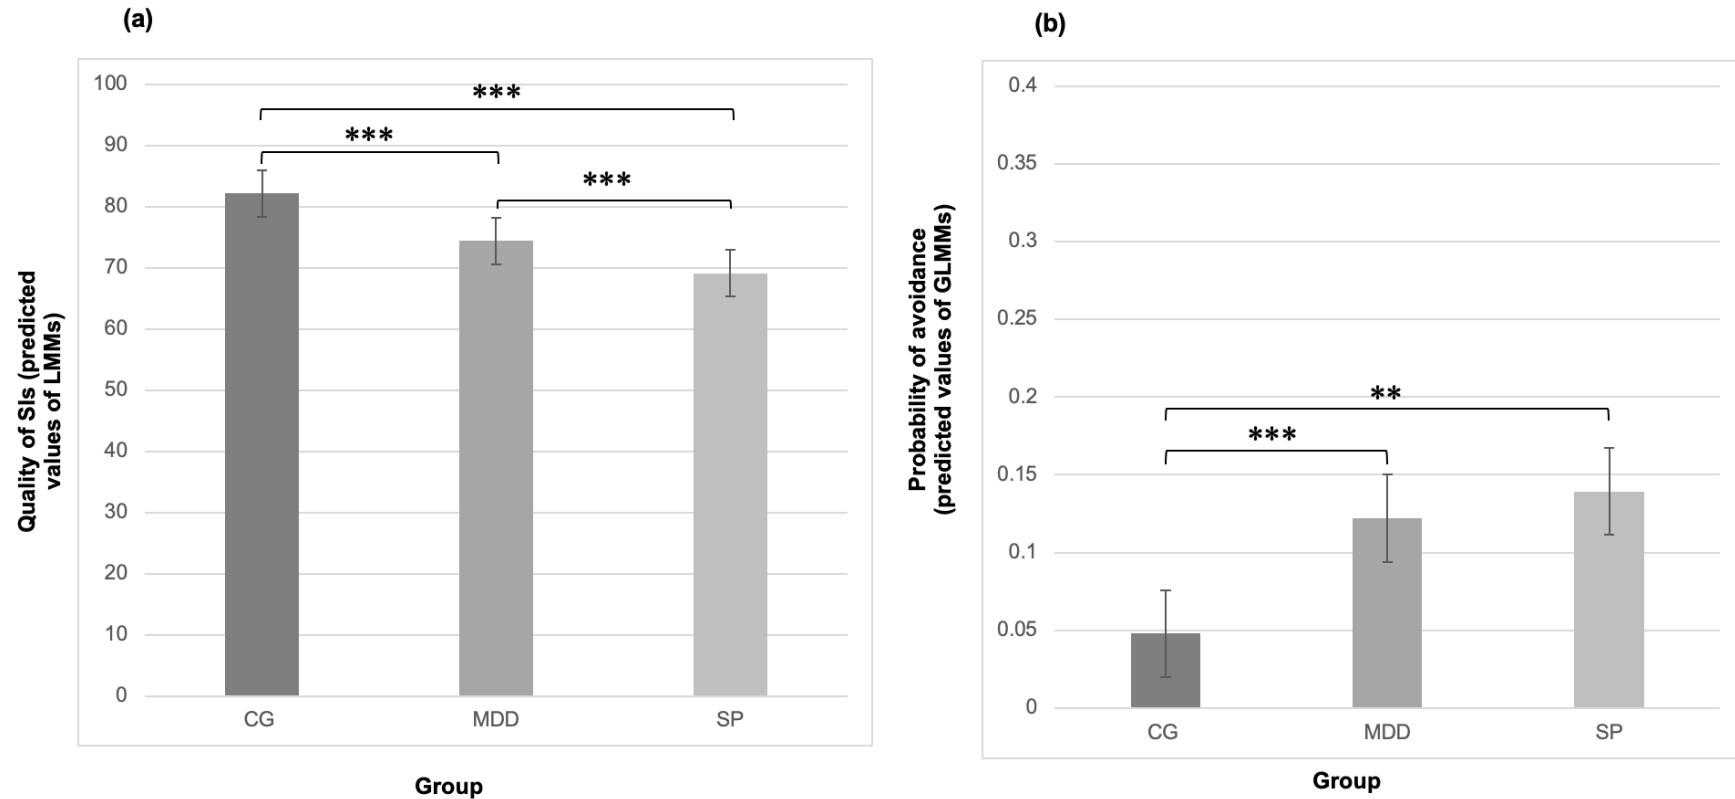 (a)
100
90
80
70
60
50
40
30
20
10
0
***
***
***
CG MDD SP
Quality of SIs (predicted
values of LMMs)
Group
(b)
0.4
0.35
0.3
0.25
0.2
0.15
0.1
0.05
0
**
***
CG MDD SP
Probability of avoidance
(predicted values of GLMMs)
Group